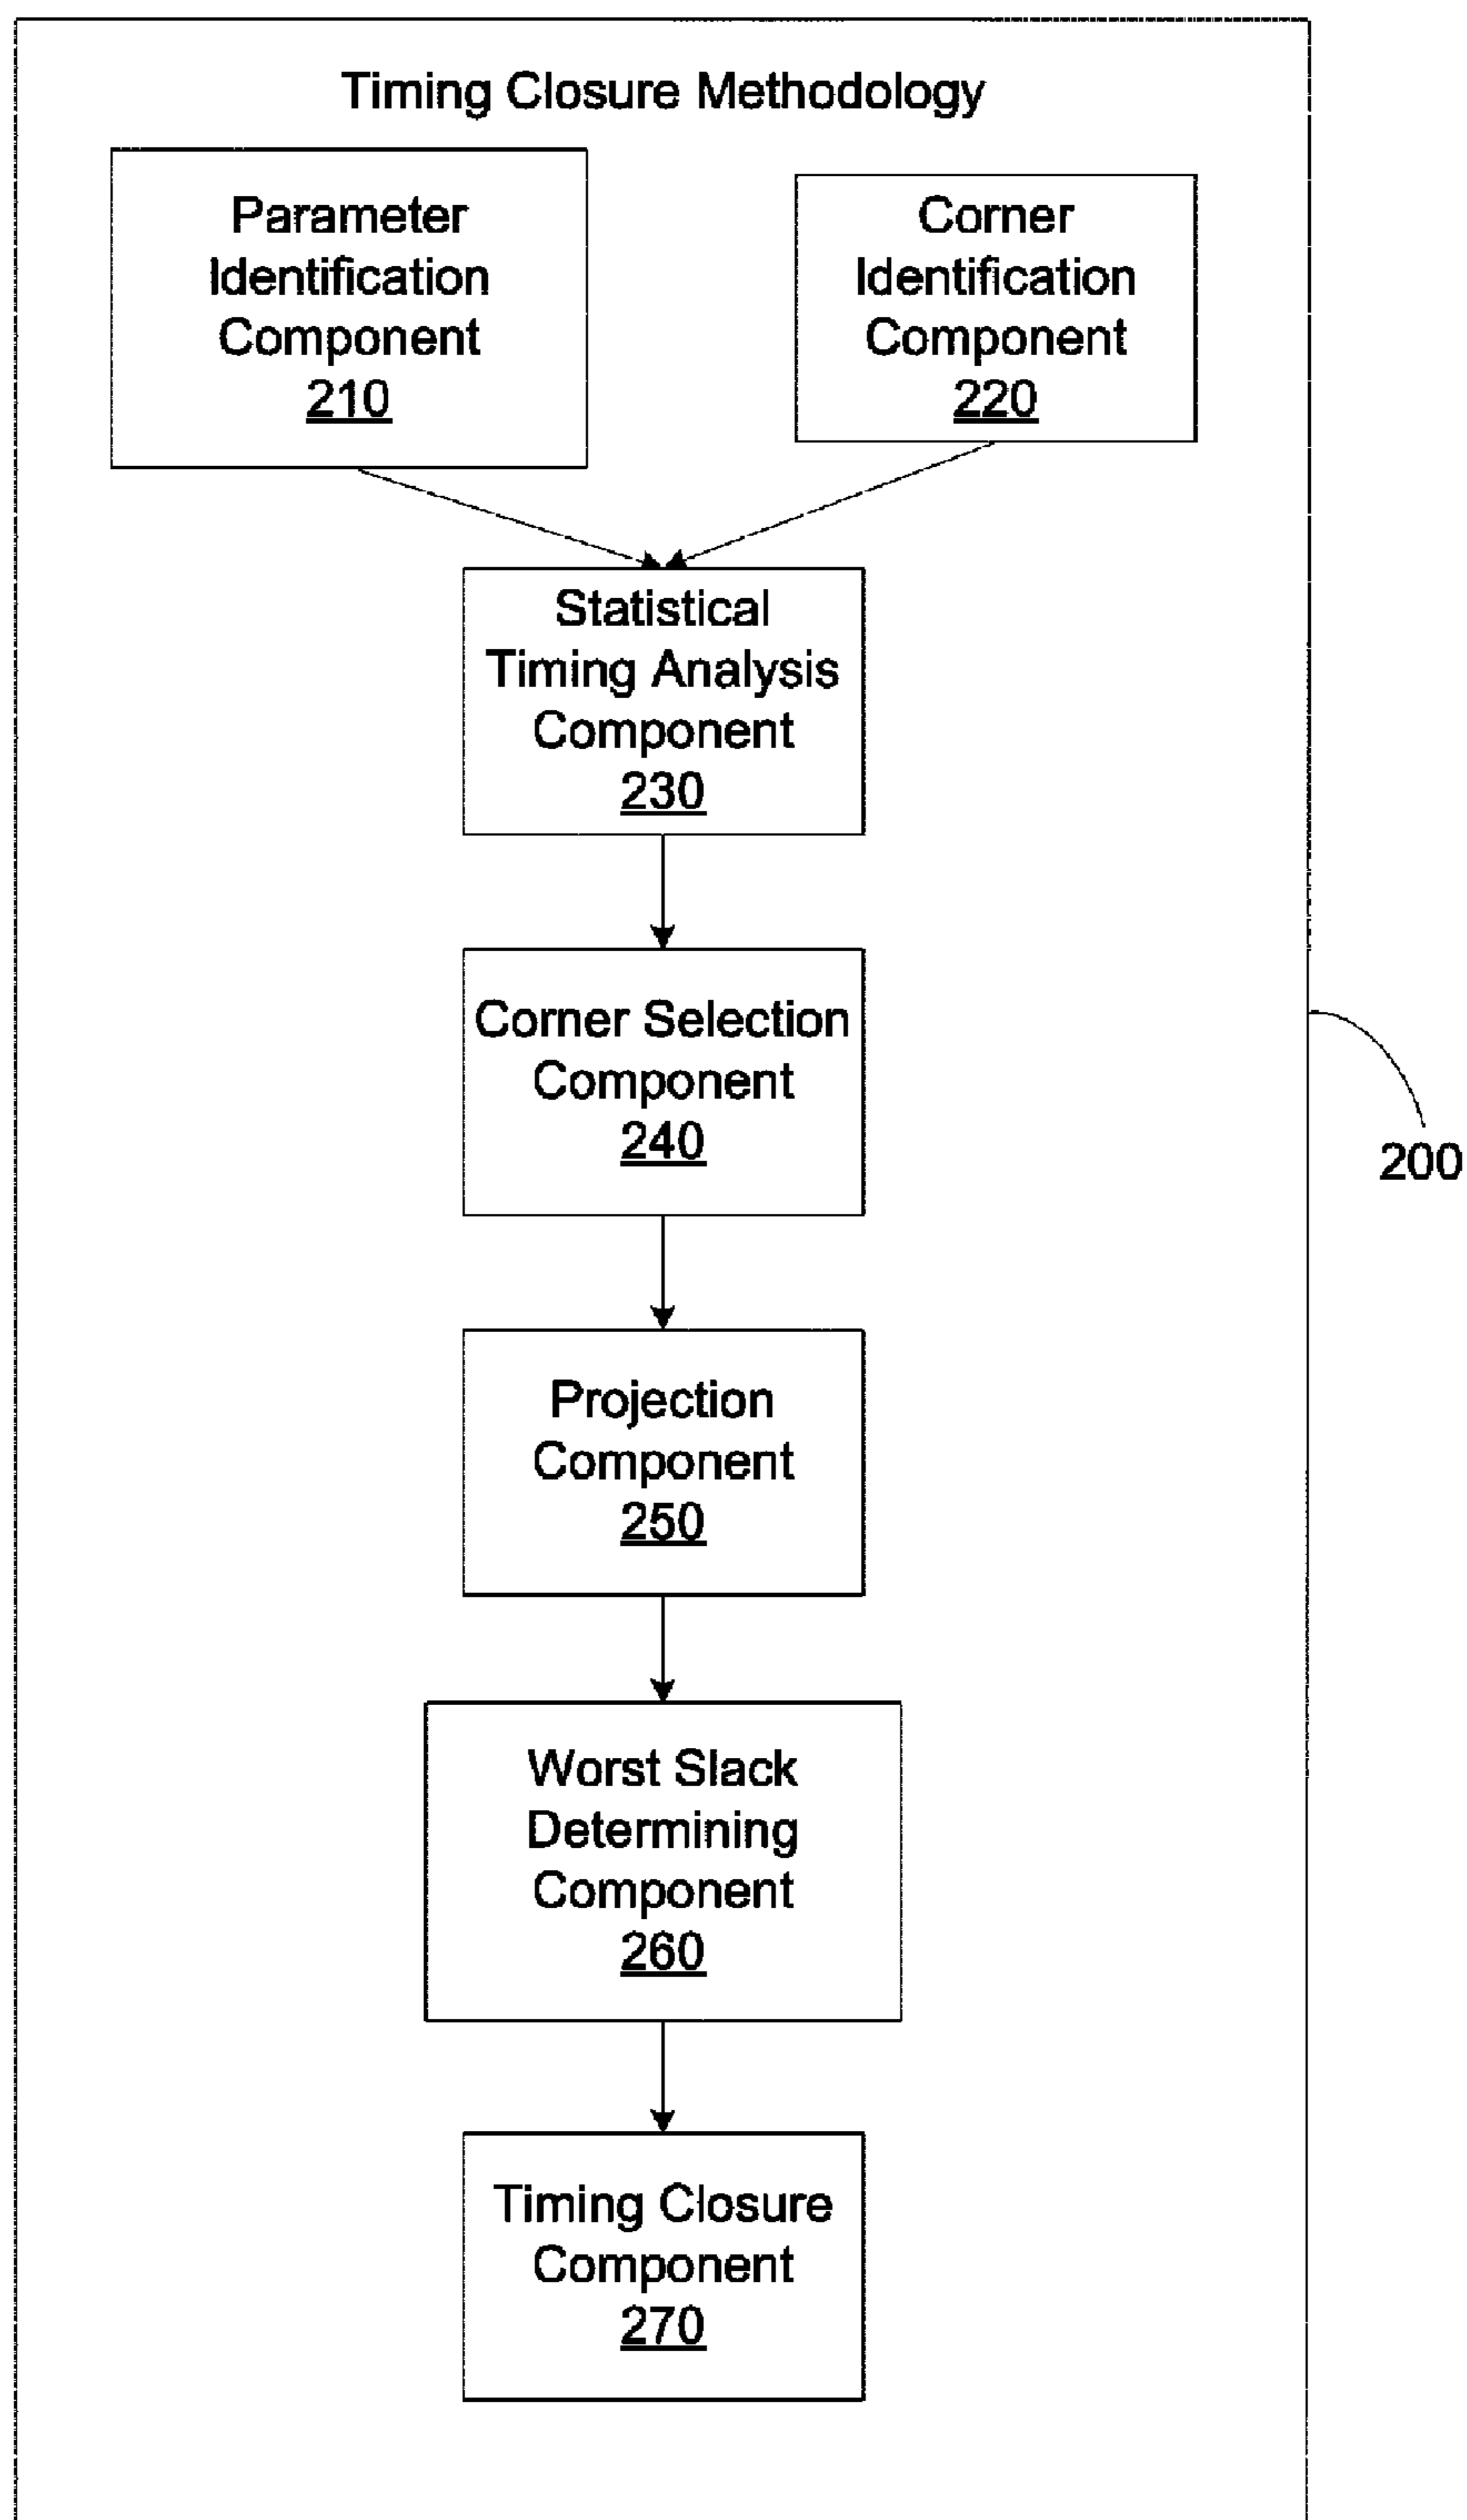 Timing Closure Methodology
Parameter
Identification
Component
210
Corner
Identification
Component
220
Statistical
Timing Analysis
Component
230
Corner Selection
Component
240
200
Projection
Component
250
Worst Slack
Determining
Component
260
Timing Closure
Component
270